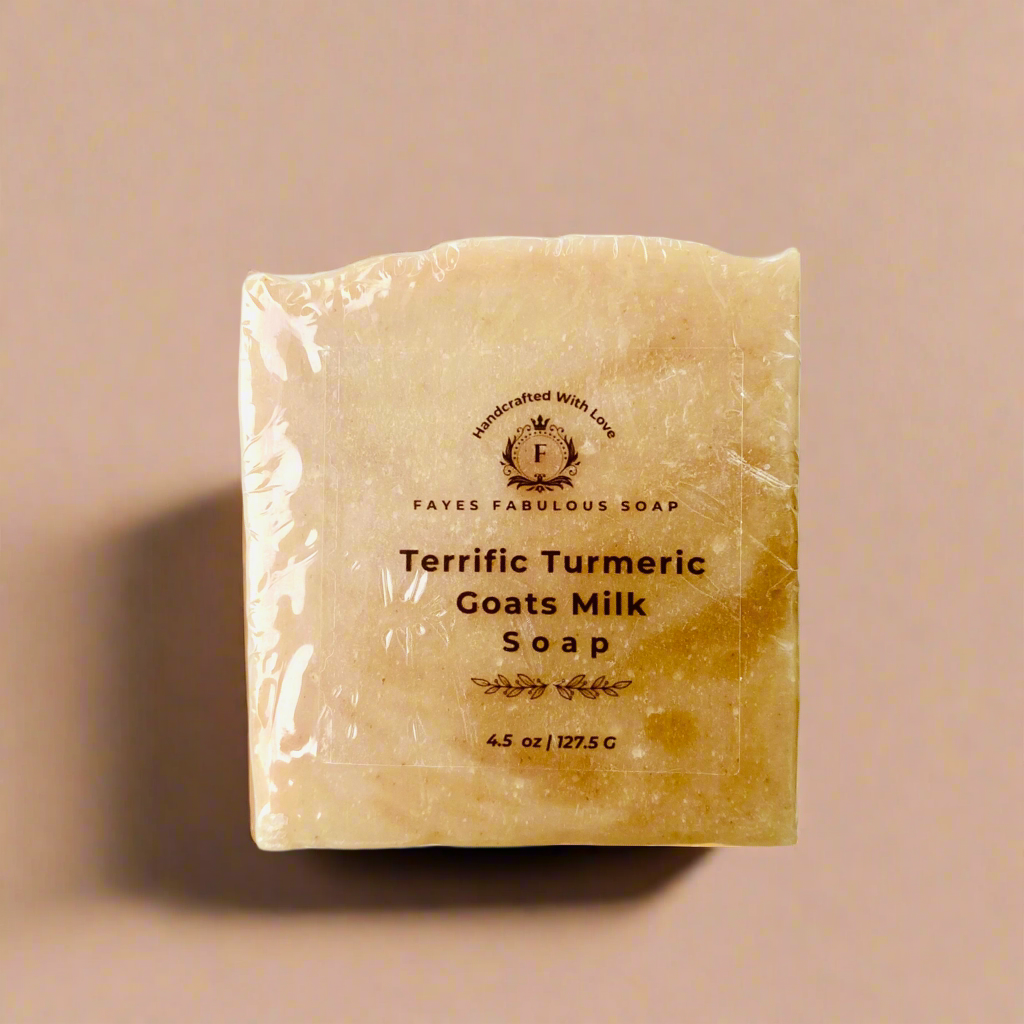 Handcrafted With Love
F
FAYES FABULOUS SOAP
Terrific Turmeric
Goats Milk
Soap
4.5 oz | 127.5 G